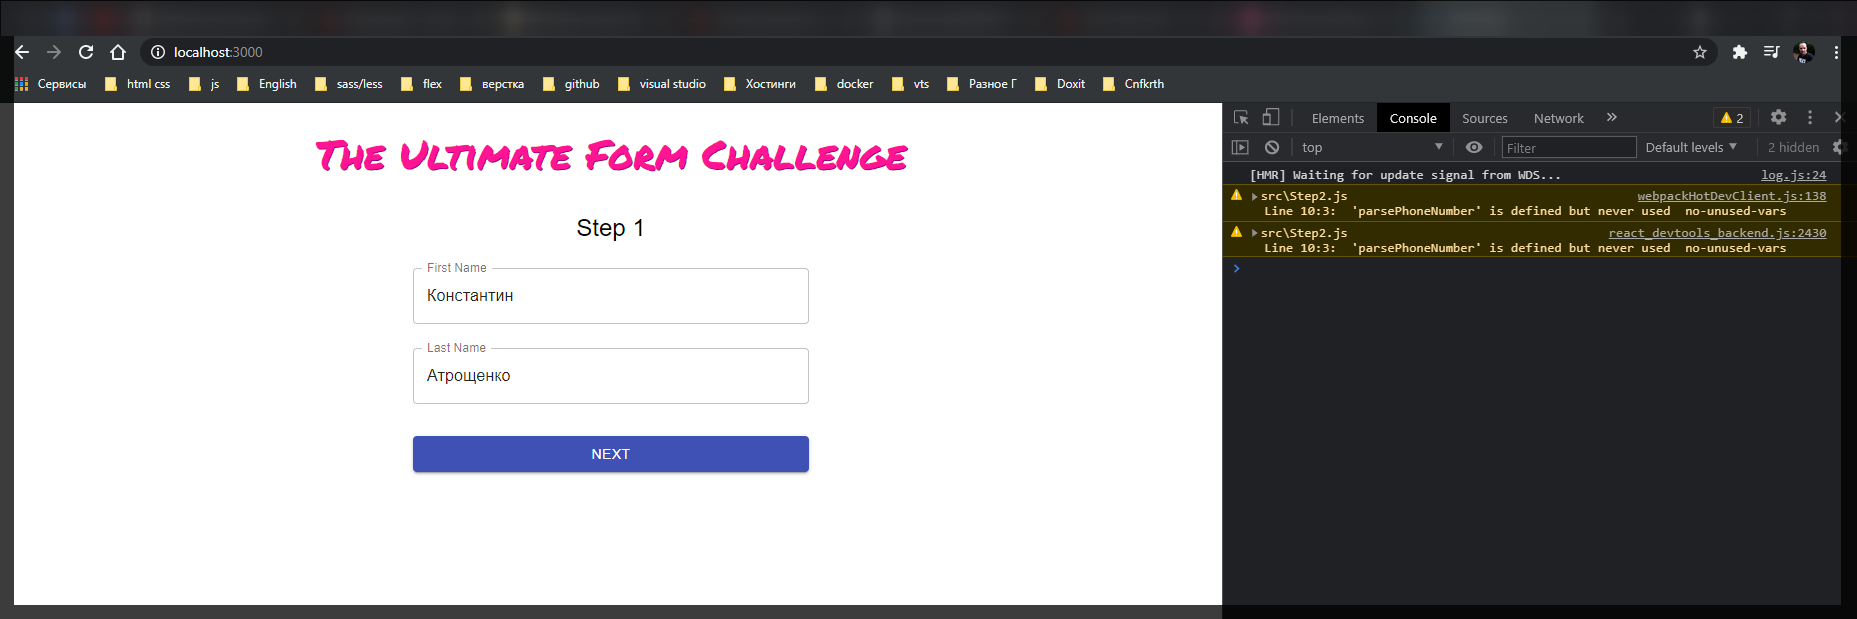 localhost:3000
Сервисы html css js English sass/less flex верстка github visual studio Хостинги docker vts Разное Г Doxit Cnfkrth
The Ultimate Form Challenge
Step 1
First Name
Константин
Last Name
Атрощенко
NEXT
Elements Console Sources Network » 2
top Filter Default levels 2 hidden
[HMR] Waiting for update signal from WDS... log.js:24
src\Step2.js webpackHotDevClient.js:138
Line 10:3: 'parsePhoneNumber' is defined but never used no-unused-vars
src\Step2.js react_devtools_backend.js:2430
Line 10:3: 'parsePhoneNumber' is defined but never used no-unused-vars